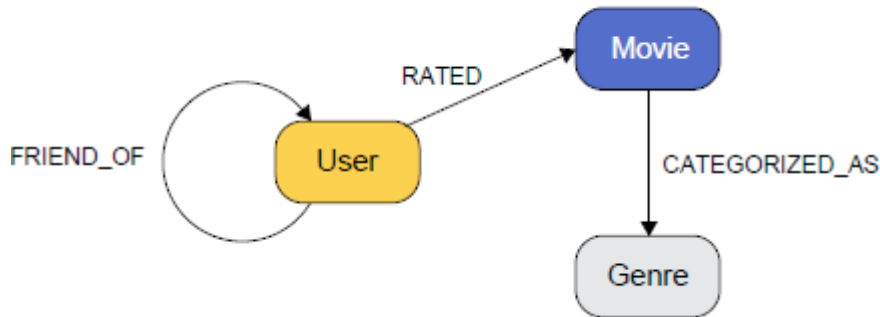 Movie
RATED
FRIEND_OF
User
CATEGORIZED_AS
Genre